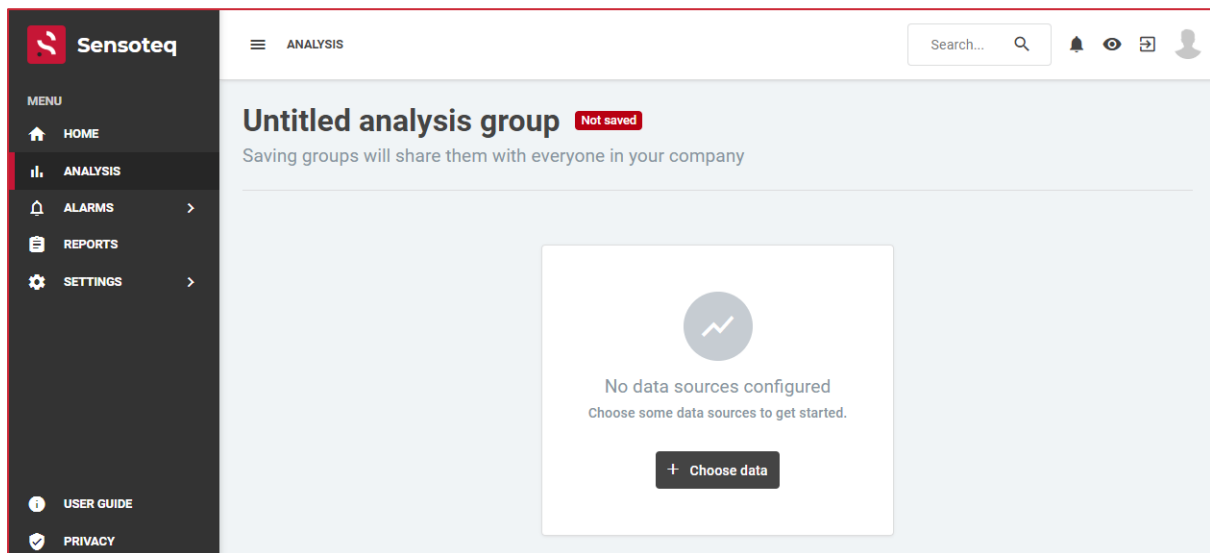 Sensoteq
ANALYSIS
Search...
MENU
HOME
ANALYSIS
ALARMS
REPORTS
SETTINGS
USER GUIDE
PRIVACY
Untitled analysis group Not saved
Saving groups will share them with everyone in your company
No data sources configured
Choose some data sources to get started.
+ Choose data